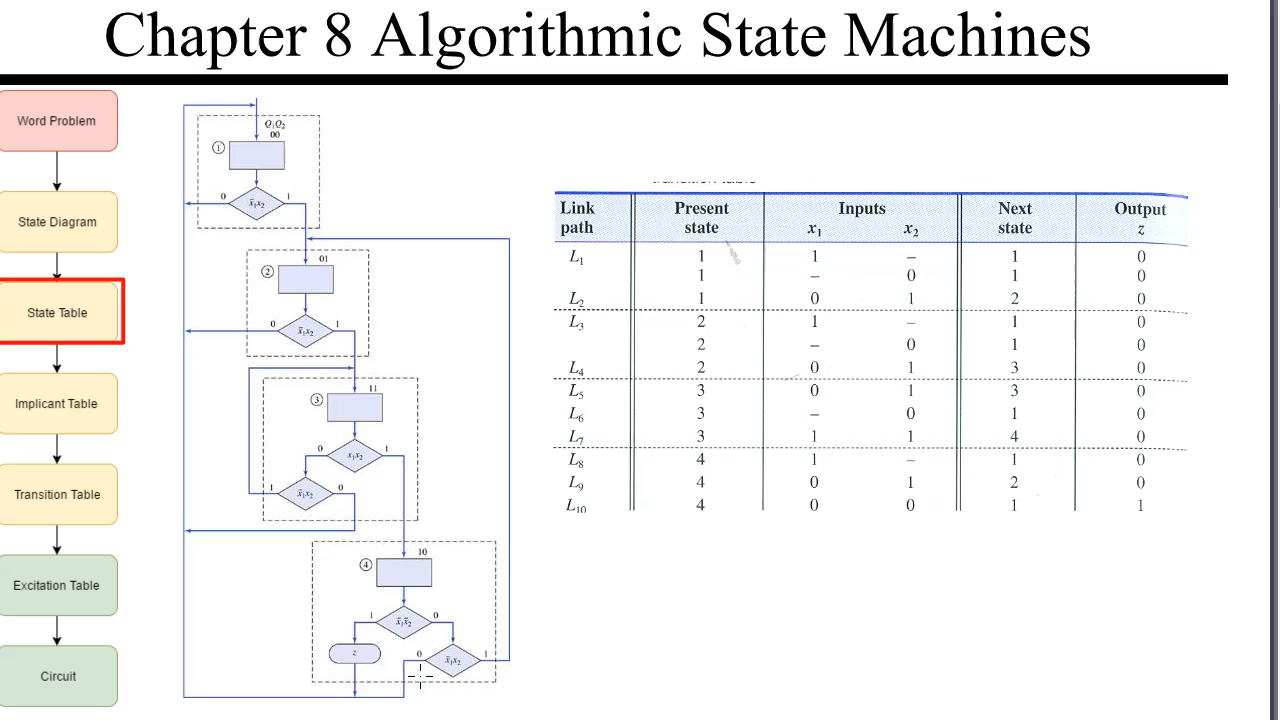 Chapter 8 Algorithmic State Machines
Word Problem
State Diagram
State Table
Implicant Table
Transition Table
Excitation Table
Circuit
Q₁Q₂
00
1
0 x̄₁x₂ 1
01
2
0 x̄₁x₂ 1
11
3
0 x₁x₂ 1
1 x̄₁x₂ 0
10
4
1 x̄₁x̄₂ 0
z
0 x̄₁x₂ 1
transition table
Link Present Inputs Next Output
path state x₁ x₂ state z
L₁ 1 1 – 1 0
1 – 0 1 0
L₂ 1 0 1 2 0
L₃ 2 1 – 1 0
2 – 0 1 0
L₄ 2 0 1 3 0
L₅ 3 0 1 3 0
L₆ 3 – 0 1 0
L₇ 3 1 1 4 0
L₈ 4 1 – 1 0
L₉ 4 0 1 2 0
L₁₀ 4 0 0 1 1